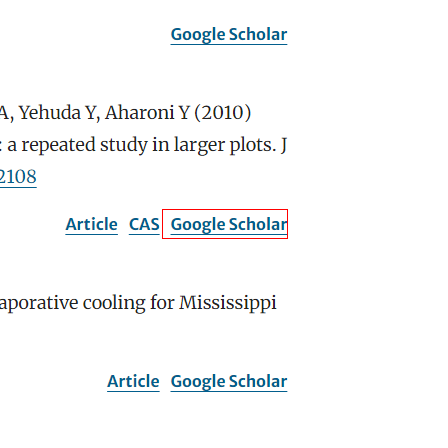 Google Scholar
A, Yehuda Y, Aharoni Y (2010)
: a repeated study in larger plots. J
2108
Article CAS Google Scholar
aporative cooling for Mississippi
Article Google Scholar